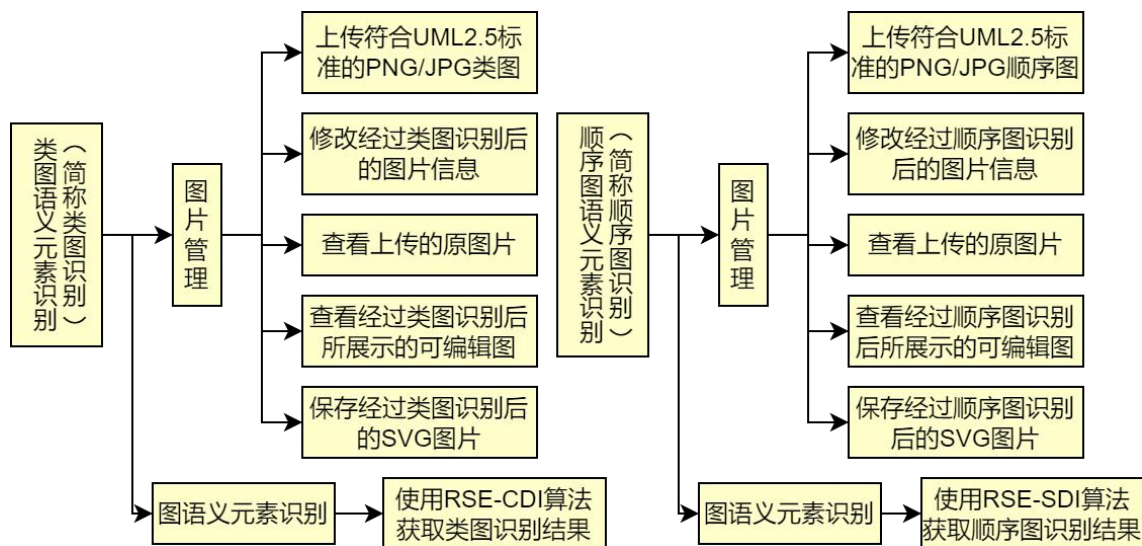 类图语义元素识别
（简称类图识别）
图片管理
上传符合UML2.5标
准的PNG/JPG类图
修改经过类图识别后
的图片信息
查看上传的原图片
查看经过类图识别后
所展示的可编辑图
保存经过类图识别后
的SVG图片
图语义元素识别
使用RSE-CDI算法
获取类图识别结果
顺序图语义元素识别
（简称顺序图识别）
图片管理
上传符合UML2.5标
准的PNG/JPG顺序图
修改经过顺序图识别
后的图片信息
查看上传的原图片
查看经过顺序图识别
后所展示的可编辑图
保存经过顺序图识别
后的SVG图片
图语义元素识别
使用RSE-SDI算法
获取顺序图识别结果